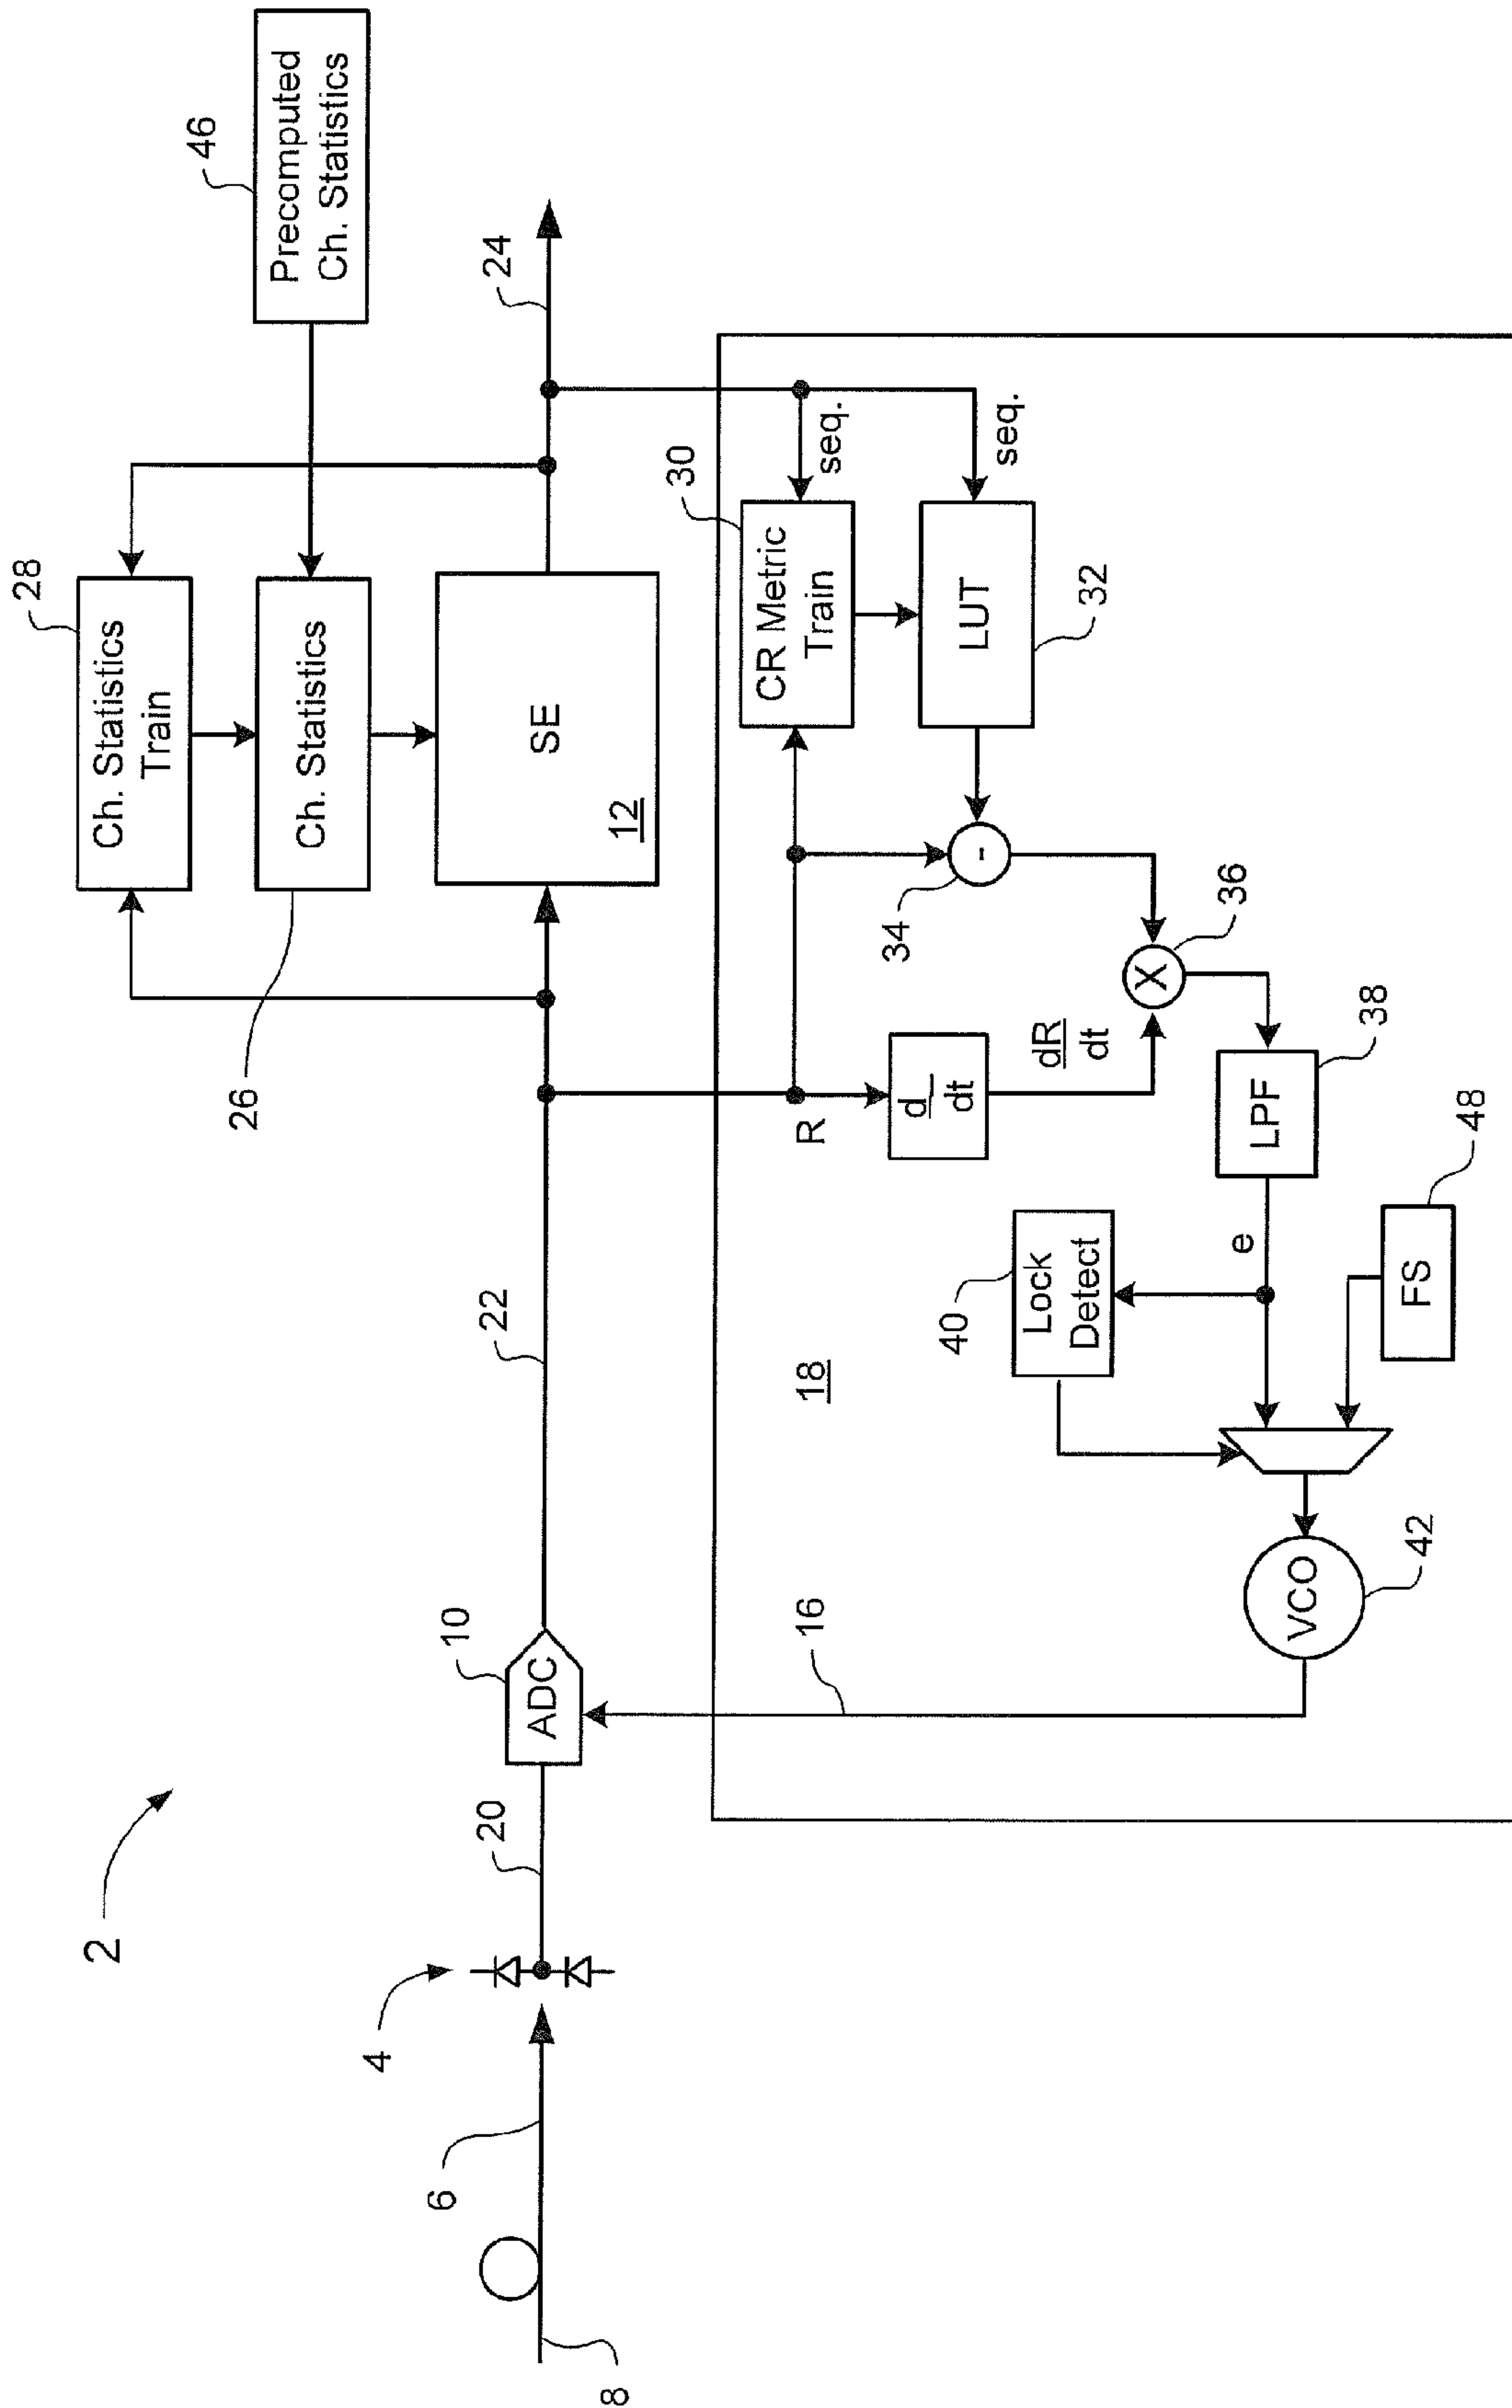 2
28
Ch. Statistics
Train
46
Precomputed
Ch. Statistics
26
Ch. Statistics
4
6
8
20
10
ADC
22
SE
12
24
16
18
R
30
CR Metric
Train
seq.
seq.
LUT
32
34
-
d
dt
dR
dt
X
36
40
Lock
Detect
e
LPF
38
FS
48
VCO
42